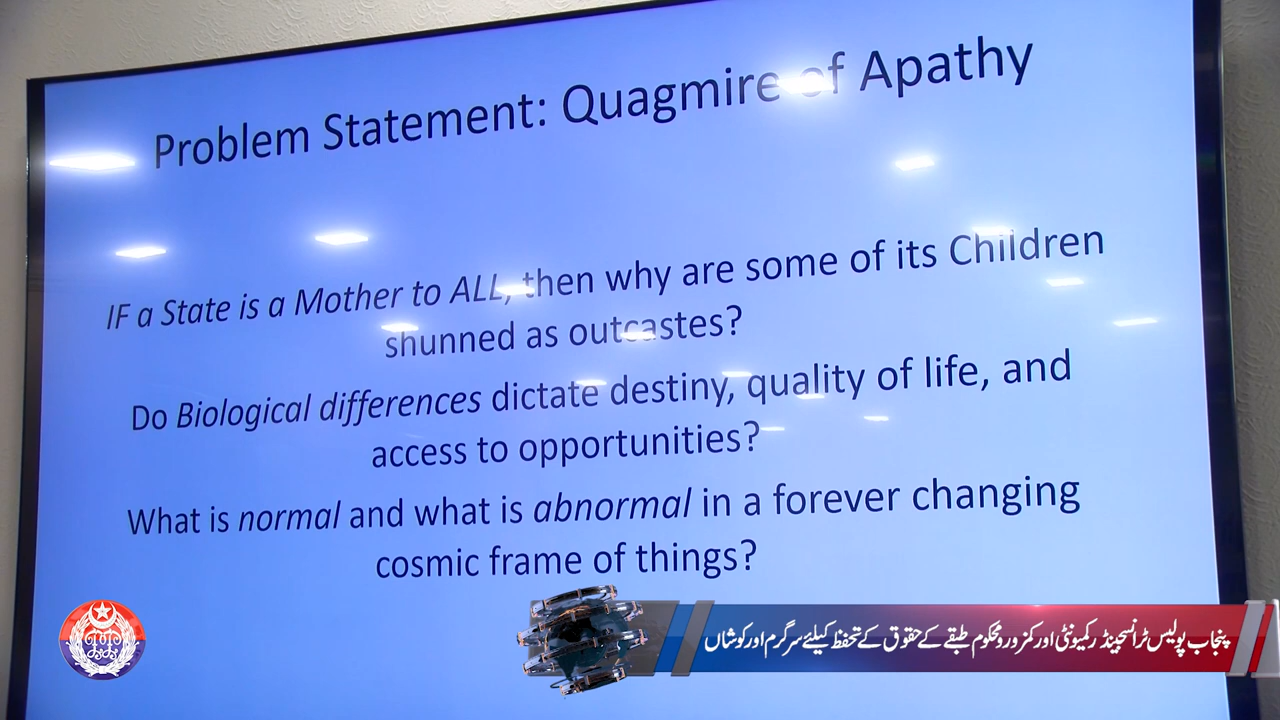 Problem Statement: Quagmire of Apathy
IF a State is a Mother to ALL, then why are some of its Children
shunned as outcastes?
Do Biological differences dictate destiny, quality of life, and
access to opportunities?
What is normal and what is abnormal in a forever changing
cosmic frame of things?
پنجاب پولیس ٹرانسجینڈر کمیونٹی اور کمزور و محکوم طبقے کے حقوق کے تحفظ کیلئے سرگرم اور کوشاں